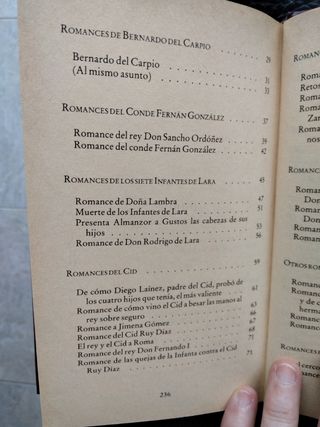 ROMANCES DE BERNARDO DEL CARPIO . . . . . . 29
Bernardo del Carpio . . . . . . . . . . 31
(Al mismo asunto) . . . . . . . . . . 33
ROMANCES DEL CONDE FERNÁN GONZÁLEZ . . . . 37
Romance del rey Don Sancho Ordóñez . . . . 39
Romance del conde Fernán González . . . . . 42
ROMANCES DE LOS SIETE INFANTES DE LARA . . . . 45
Romance de Doña Lambra . . . . . . . . 47
Muerte de los Infantes de Lara . . . . . . . 51
Presenta Almanzor a Gustos las cabezas de sus
hijos . . . . . . . . . . . . . . 53
Romance de Don Rodrigo de Lara . . . . . . 56
ROMANCES DEL CID . . . . . . . . . . . 59
De cómo Diego Laínez, padre del Cid, probó de
los cuatro hijos que tenía, el más valiente . . 61
Romance de cómo vino el Cid a besar las manos al
rey sobre seguro . . . . . . . . . . 63
Romance a Jimena Gómez . . . . . . . . 66
Romance del Cid Ruy Díaz . . . . . . . . 67
El rey y el Cid a Roma . . . . . . . . . 68
Romance del rey Don Fernando I . . . . . . 71
Romance de las quejas de la Infanta contra el Cid
Ruy Díaz . . . . . . . . . . . . . 73
236